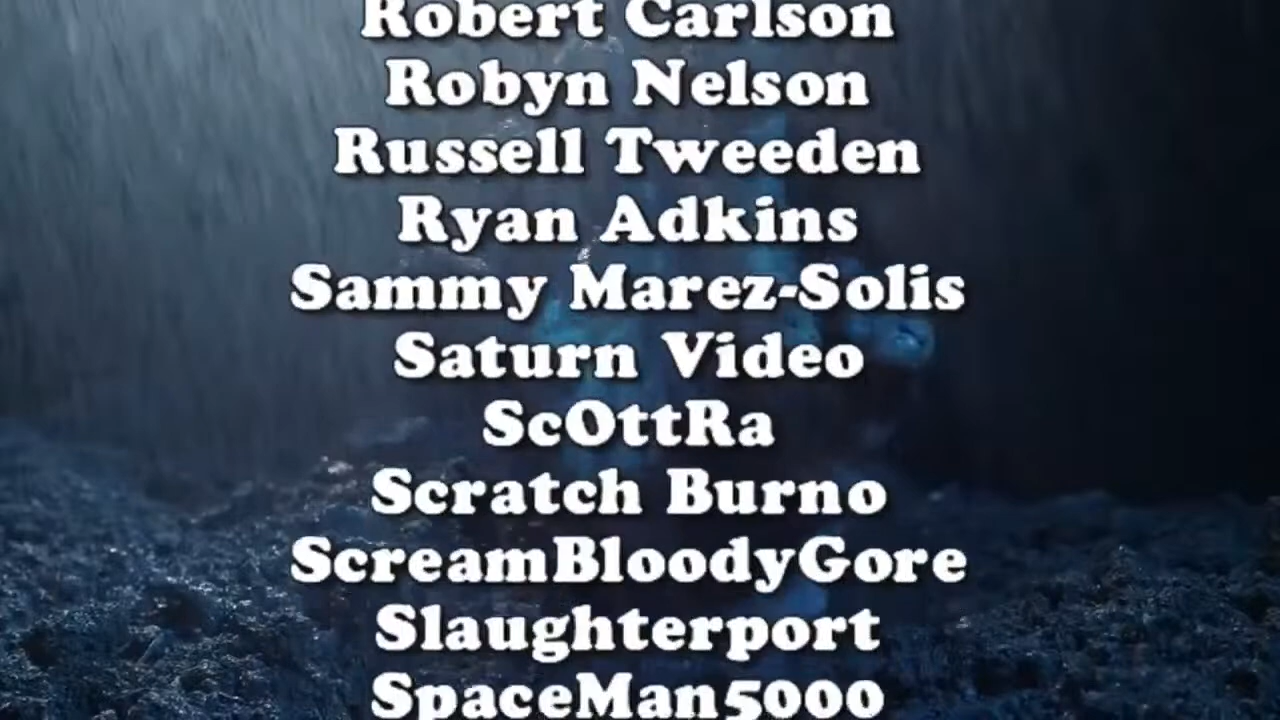 Robert Carlson
Robyn Nelson
Russell Tweeden
Ryan Adkins
Sammy Marez-Solis
Saturn Video
ScOttRa
Scratch Burno
ScreamBloodyGore
Slaughterport
SpaceMan5000